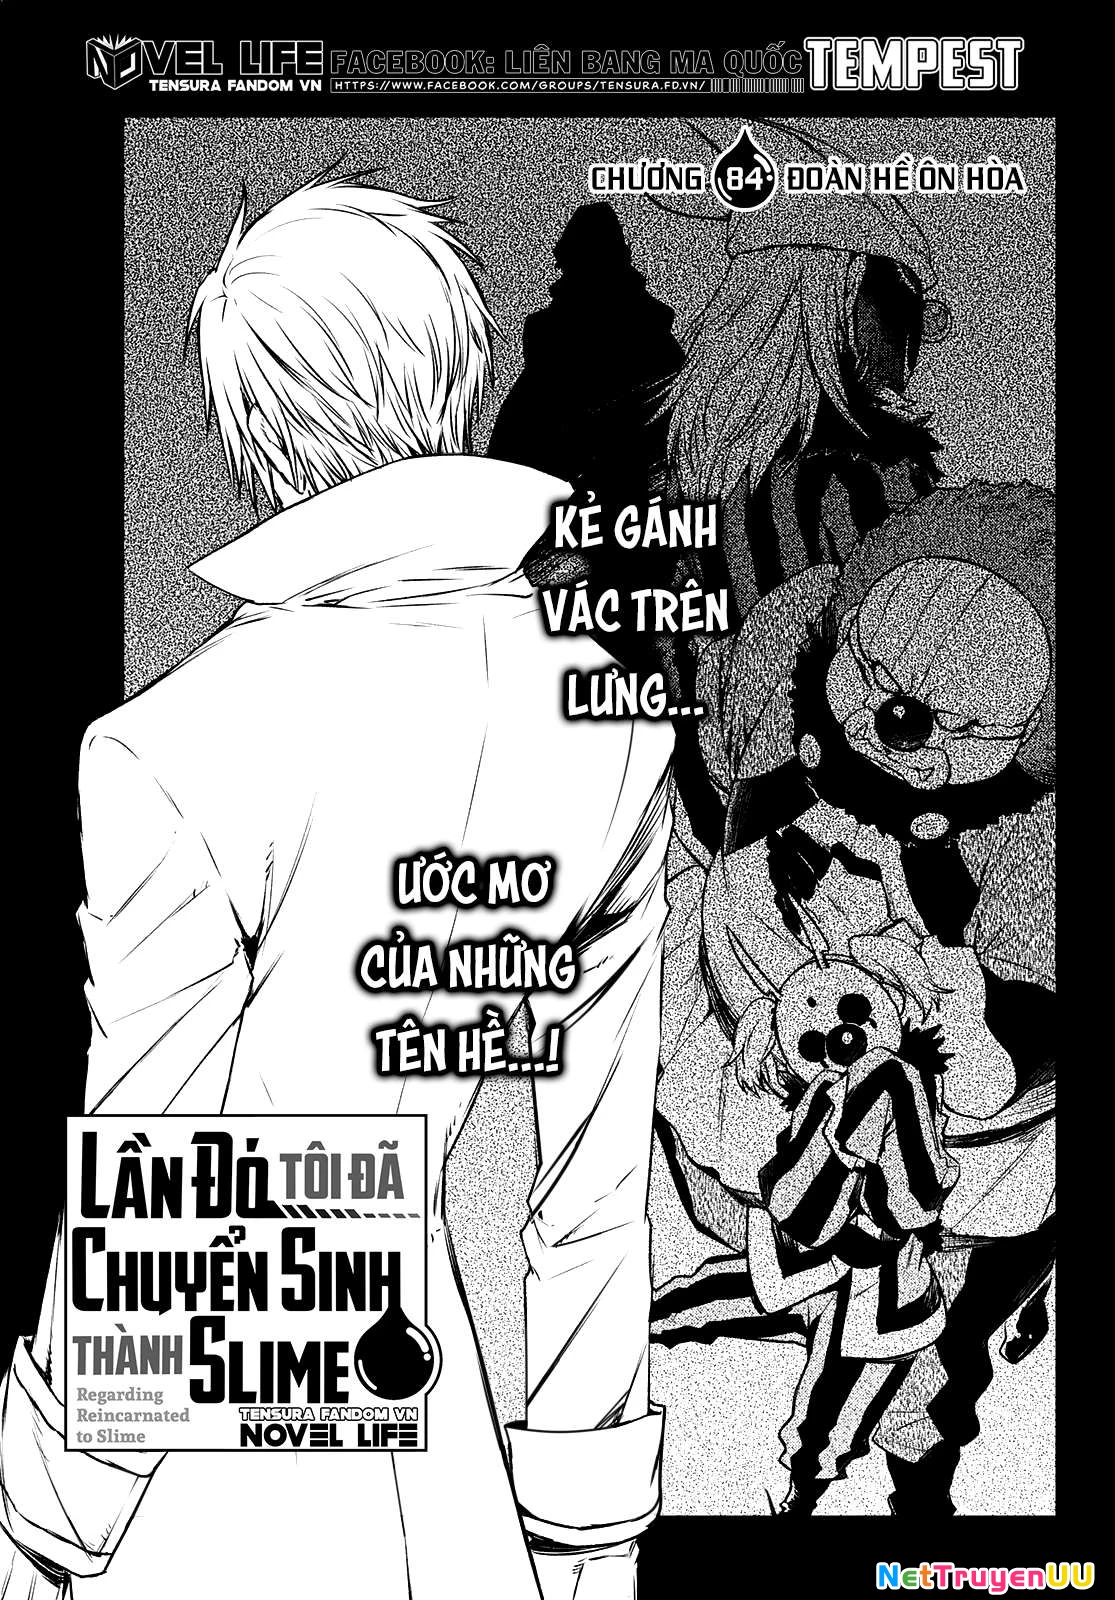 NOVEL LIFE
TENSURA FANDOM VN
FACEBOOK: LIÊN BANG MA QUỐC
HTTPS://WWW.FACEBOOK.COM/GROUPS/TENSURA.FD.VN/
TEMPEST
CHƯƠNG 84 ĐOÀN HỀ ÔN HÒA
KẺ GÁNH
VÁC TRÊN
LƯNG...
ƯỚC MƠ
CỦA NHỮNG
TÊN HỀ...!
LẦN ĐÓ TÔI ĐÃ
CHUYỂN SINH
THÀNH SLIME
Regarding
Reincarnated
to Slime
TENSURA FANDOM VN
NOVEL LIFE
NetTruyenUU